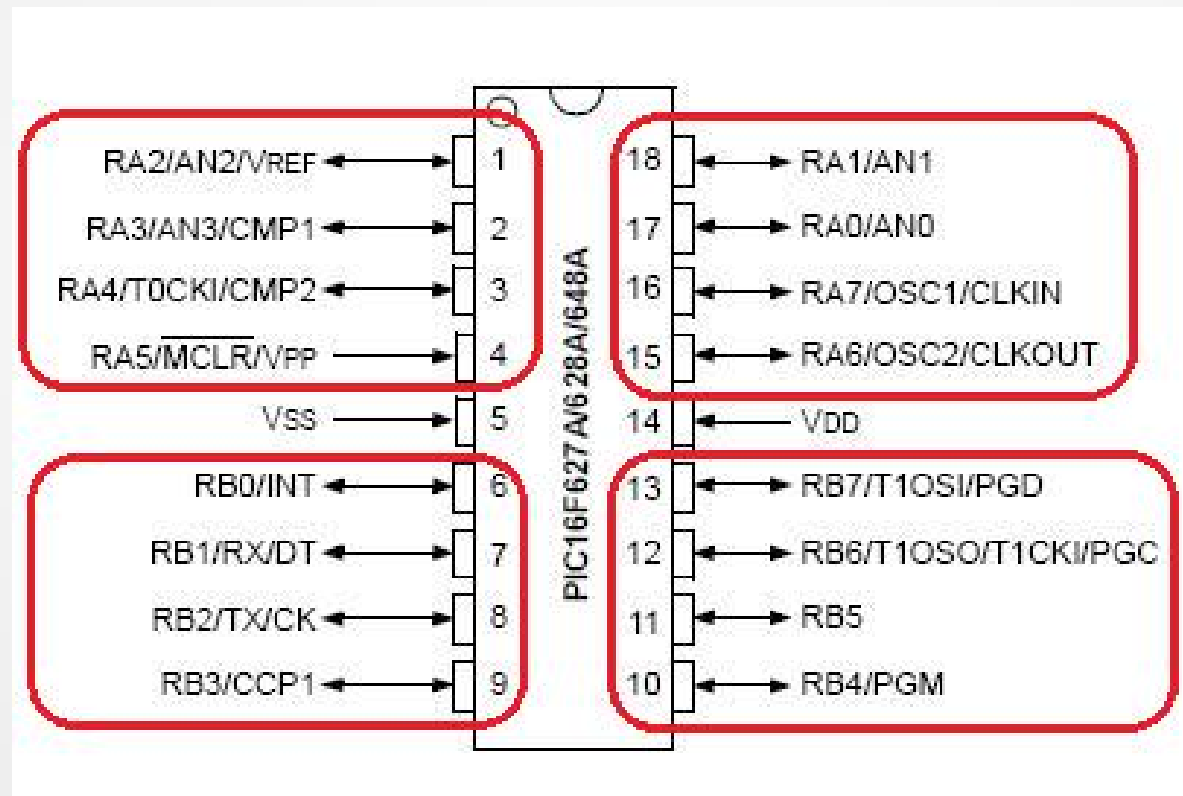 RA2/AN2/VREF 1
RA3/AN3/CMP1 2
RA4/T0CKI/CMP2 3
RA5/MCLR/VPP 4
VSS 5
RB0/INT 6
RB1/RX/DT 7
RB2/TX/CK 8
RB3/CCP1 9
PIC16F627A/628A/648A
18 RA1/AN1
17 RA0/AN0
16 RA7/OSC1/CLKIN
15 RA6/OSC2/CLKOUT
14 VDD
13 RB7/T1OSI/PGD
12 RB6/T1OSO/T1CKI/PGC
11 RB5
10 RB4/PGM